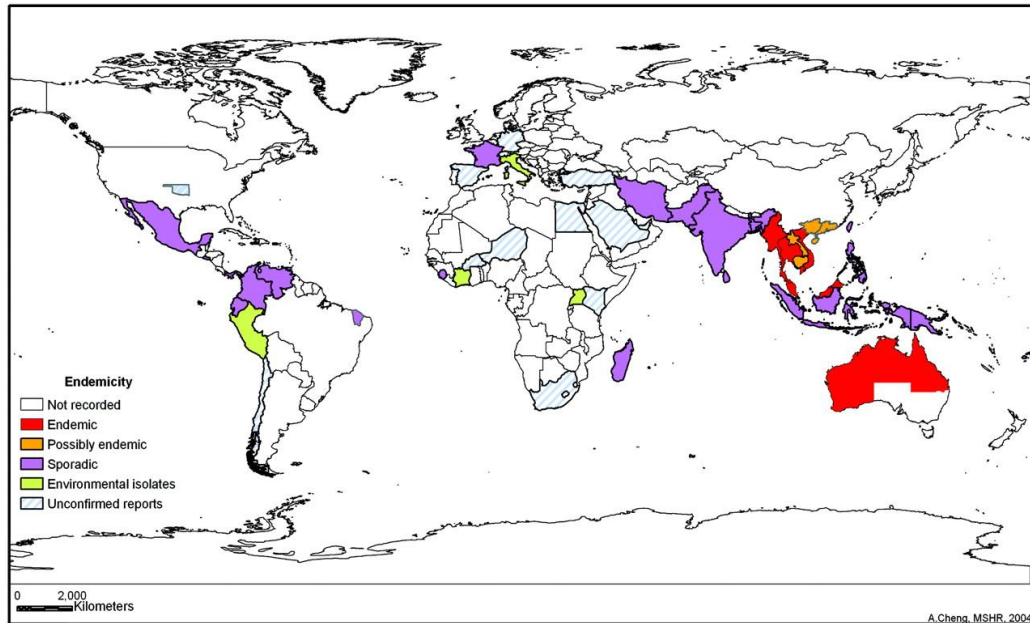 Endemicity
Not recorded
Endemic
Possibly endemic
Sporadic
Environmental isolates
Unconfirmed reports
0 2,000
Kilometers
A.Cheng, MSHR, 2004